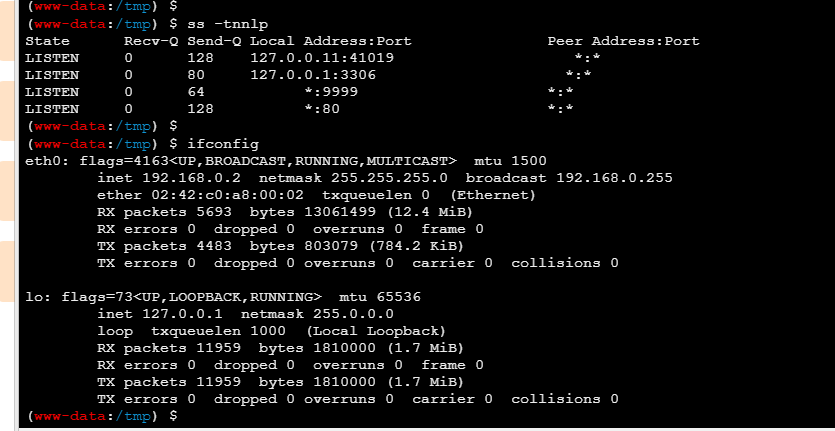 (www-data:/tmp) $
(www-data:/tmp) $ ss -tnnlp
State Recv-Q Send-Q Local Address:Port Peer Address:Port
LISTEN 0 128 127.0.0.11:41019 *:*
LISTEN 0 80 127.0.0.1:3306 *:*
LISTEN 0 64 *:9999 *:*
LISTEN 0 128 *:80 *:*
(www-data:/tmp) $
(www-data:/tmp) $ ifconfig
eth0: flags=4163<UP,BROADCAST,RUNNING,MULTICAST> mtu 1500
inet 192.168.0.2 netmask 255.255.255.0 broadcast 192.168.0.255
ether 02:42:c0:a8:00:02 txqueuelen 0 (Ethernet)
RX packets 5693 bytes 13061499 (12.4 MiB)
RX errors 0 dropped 0 overruns 0 frame 0
TX packets 4483 bytes 803079 (784.2 KiB)
TX errors 0 dropped 0 overruns 0 carrier 0 collisions 0
lo: flags=73<UP,LOOPBACK,RUNNING> mtu 65536
inet 127.0.0.1 netmask 255.0.0.0
loop txqueuelen 1000 (Local Loopback)
RX packets 11959 bytes 1810000 (1.7 MiB)
RX errors 0 dropped 0 overruns 0 frame 0
TX packets 11959 bytes 1810000 (1.7 MiB)
TX errors 0 dropped 0 overruns 0 carrier 0 collisions 0
(www-data:/tmp) $